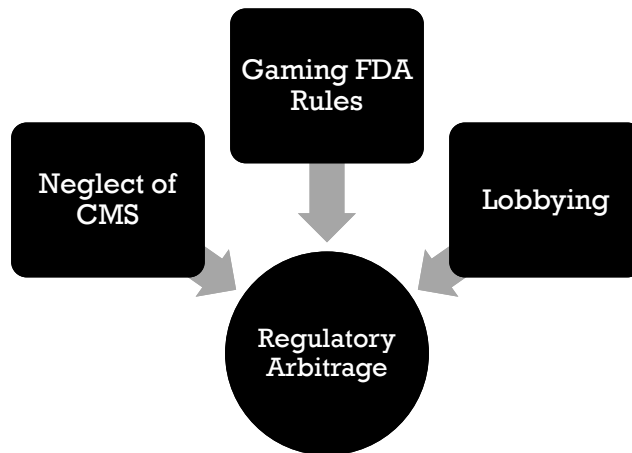 Gaming FDA
Rules
Neglect of
CMS
Lobbying
Regulatory
Arbitrage